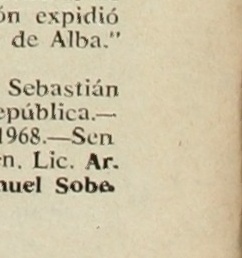 ón expidió
de Alba."
Sebastián
epública.—
1968.—Sen
en. Lic. Ar.
nuel Sobe